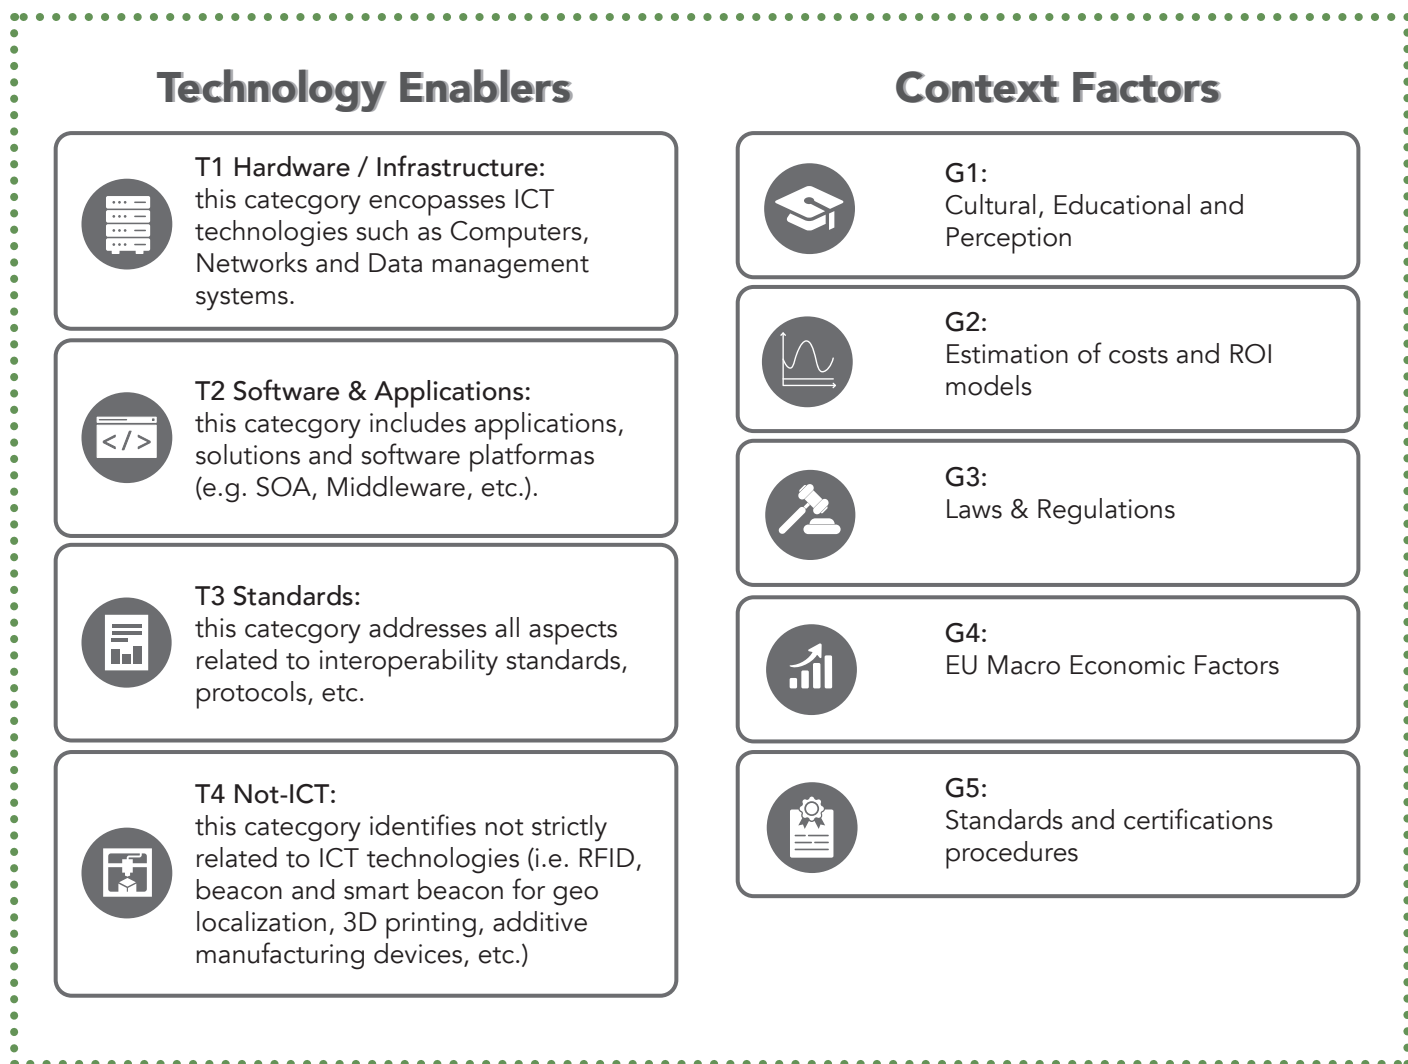 Technology Enablers
T1 Hardware / Infrastructure:
this catecgory encopasses ICT
technologies such as Computers,
Networks and Data management
systems.
T2 Software & Applications:
this catecgory includes applications,
solutions and software platformas
(e.g. SOA, Middleware, etc.).
T3 Standards:
this catecgory addresses all aspects
related to interoperability standards,
protocols, etc.
T4 Not-ICT:
this catecgory identifies not strictly
related to ICT technologies (i.e. RFID,
beacon and smart beacon for geo
localization, 3D printing, additive
manufacturing devices, etc.)
Context Factors
G1:
Cultural, Educational and
Perception
G2:
Estimation of costs and ROI
models
G3:
Laws & Regulations
G4:
EU Macro Economic Factors
G5:
Standards and certifications
procedures